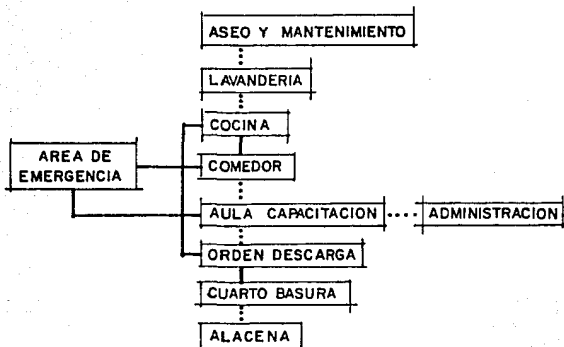 ASEO Y MANTENIMIENTO
LAVANDERIA
COCINA
AREA DE
EMERGENCIA
COMEDOR
AULA CAPACITACION
ADMINISTRACION
ORDEN DESCARGA
CUARTO BASURA
ALACENA